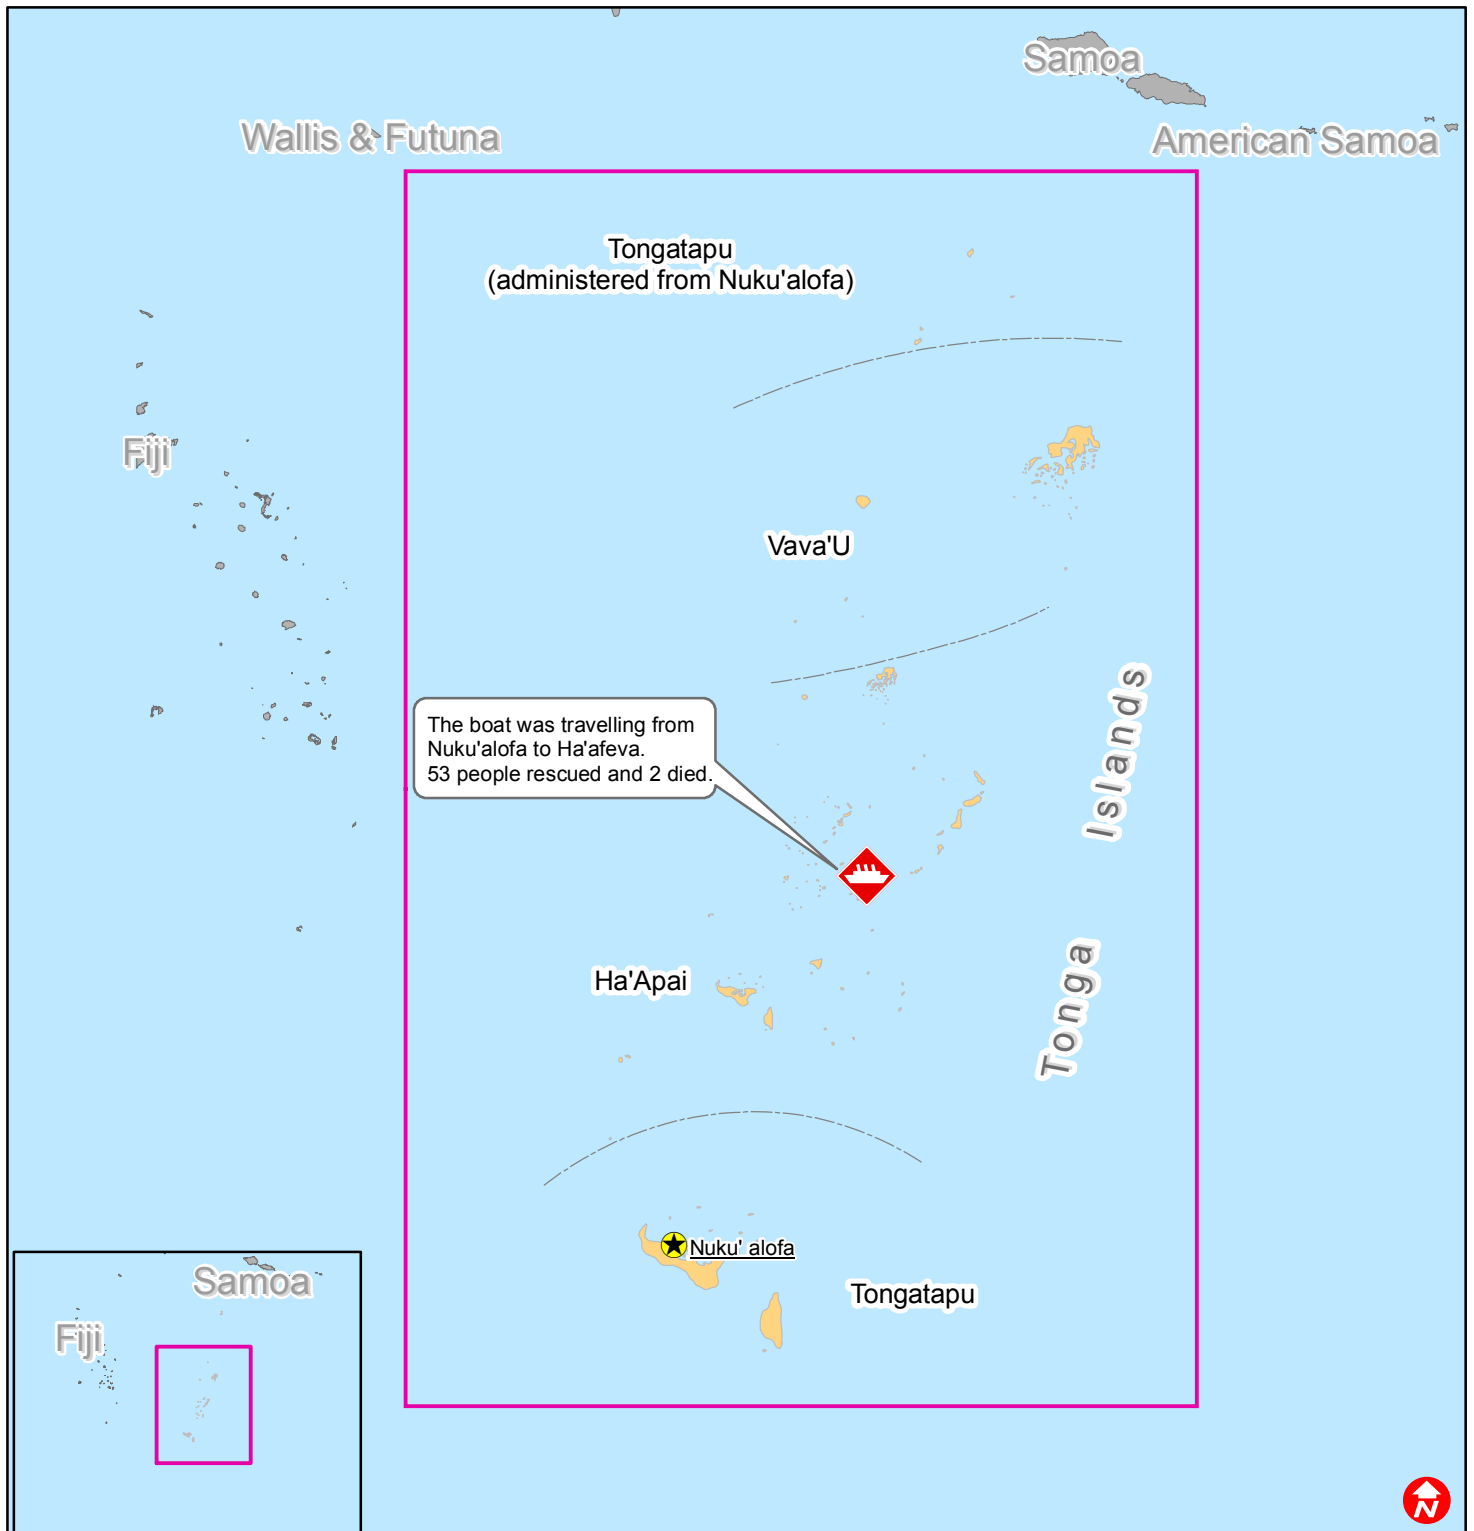 Samoa
Wallis & Futuna
American Samoa
Tongatapu
(administered from Nuku'alofa)
Fiji
Vava'U
The boat was travelling from
Nuku'alofa to Ha'afeva.
53 people rescued and 2 died.
Tonga Islands
Ha'Apai
Nuku' alofa
Tongatapu
Samoa
Fiji
N